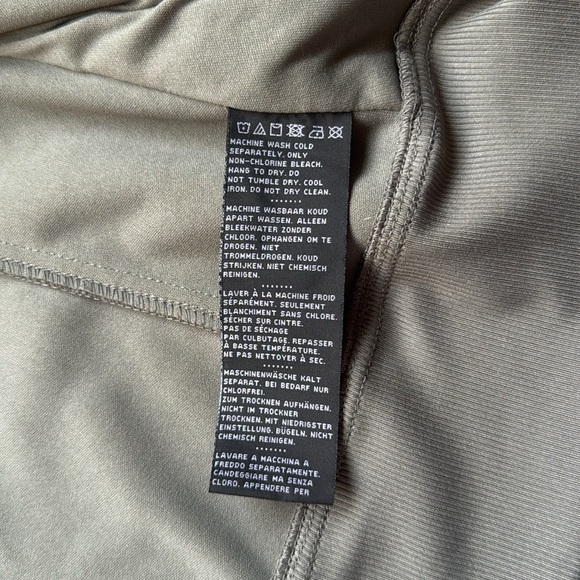 MACHINE WASH COLD
SEPARATELY. ONLY
NON-CHLORINE BLEACH.
HANG TO DRY. DO
NOT TUMBLE DRY. COOL
IRON. DO NOT DRY CLEAN.
MACHINE WASBAAR KOUD
APART WASSEN. ALLEEN
BLEEKWATER ZONDER
CHLOOR. OPHANGEN OM TE
DROGEN. NIET
TROMMELDROGEN. KOUD
STRIJKEN. NIET CHEMISCH
REINIGEN.
LAVER À LA MACHINE FROID
SÉPARÉMENT. SEULEMENT
BLANCHIMENT SANS CHLORE.
SÉCHER SUR CINTRE.
PAS DE SÉCHAGE
PAR CULBUTAGE. REPASSER
À BASSE TEMPÉRATURE.
NE PAS NETTOYER À SEC.
MASCHINENWÄSCHE KALT
SEPARAT. BEI BEDARF NUR
CHLORFREI.
ZUM TROCKNEN AUFHÄNGEN.
NICHT IM TROCKNER
TROCKNEN. MIT NIEDRIGSTER
EINSTELLUNG. BÜGELN. NICHT
CHEMISCH REINIGEN.
LAVARE A MACCHINA A
FREDDO SEPARATAMENTE.
CANDEGGIARE MA SENZA
CLORO. APPENDERE PER